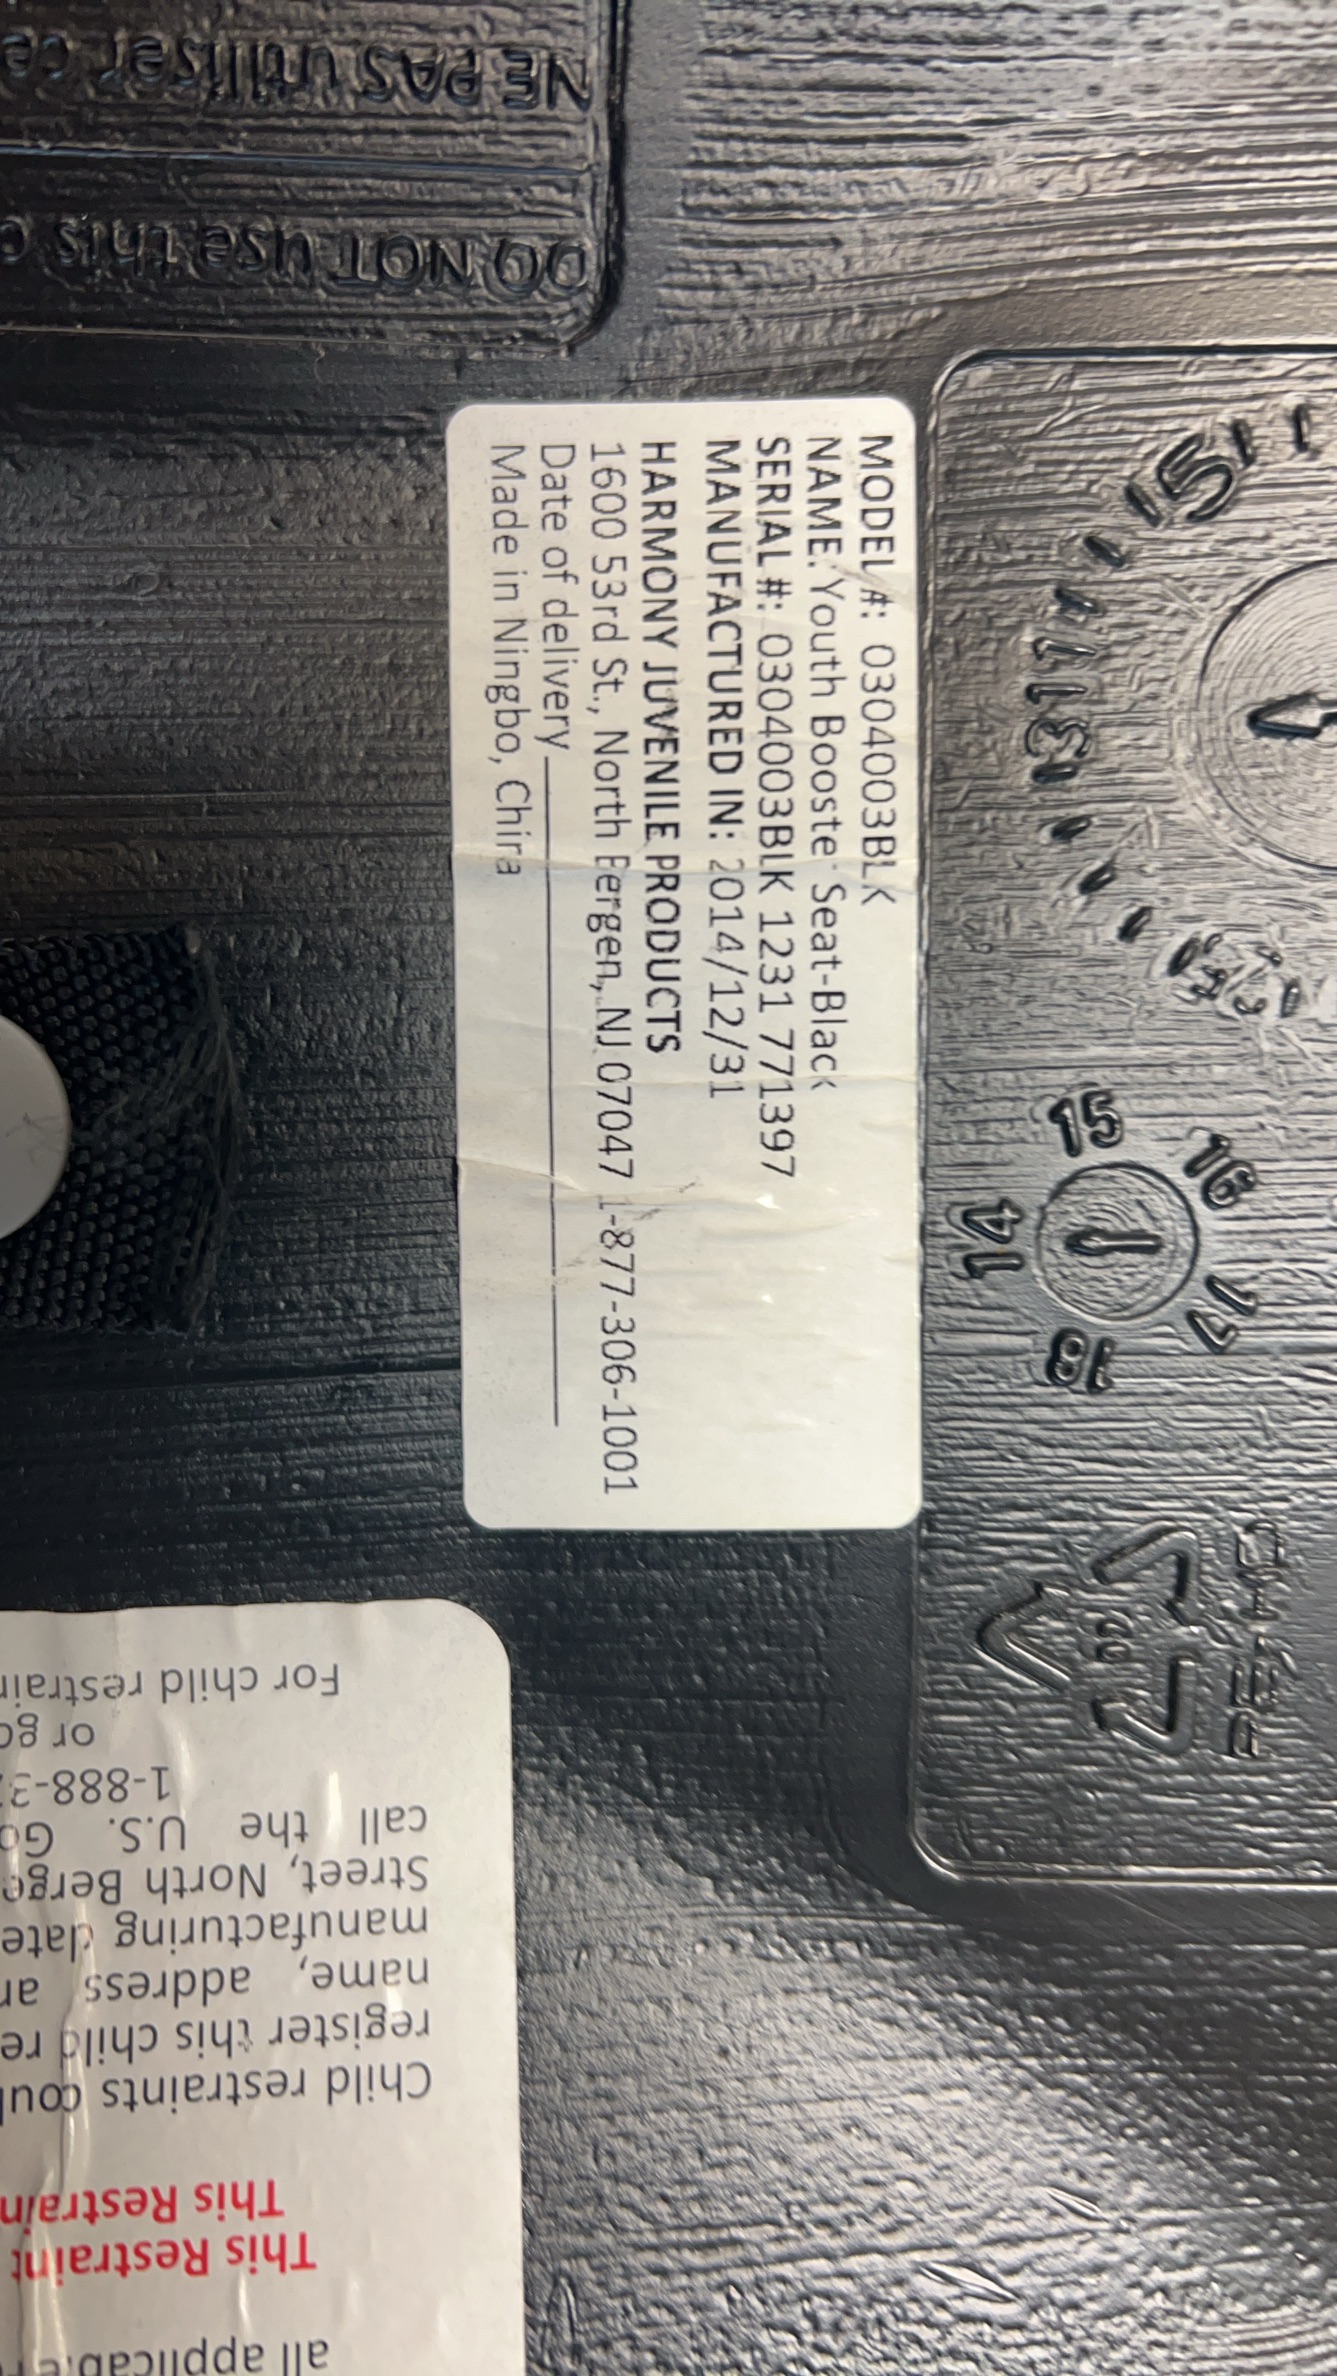 MODEL #: 0304003BLK
NAME: Youth Booster Seat-Black
SERIAL #: 0304003BLK 1231 771397
MANUFACTURED IN: 2014/12/31
HARMONY JUVENILE PRODUCTS
1600 53rd St., North Bergen, NJ 07047 1-877-306-1001
Date of delivery
Made in Ningbo, China
NE PAS utiliser ce
DO NOT use this
15
16
17
18
14
15
13
02
PE-HD
all applicable
This Restraint
This Restrain
Child restraints coul
register this child re
name, address an
manufacturing date
Street, North Berge
call the U.S. Go
1-888-3
or go
For child restrain